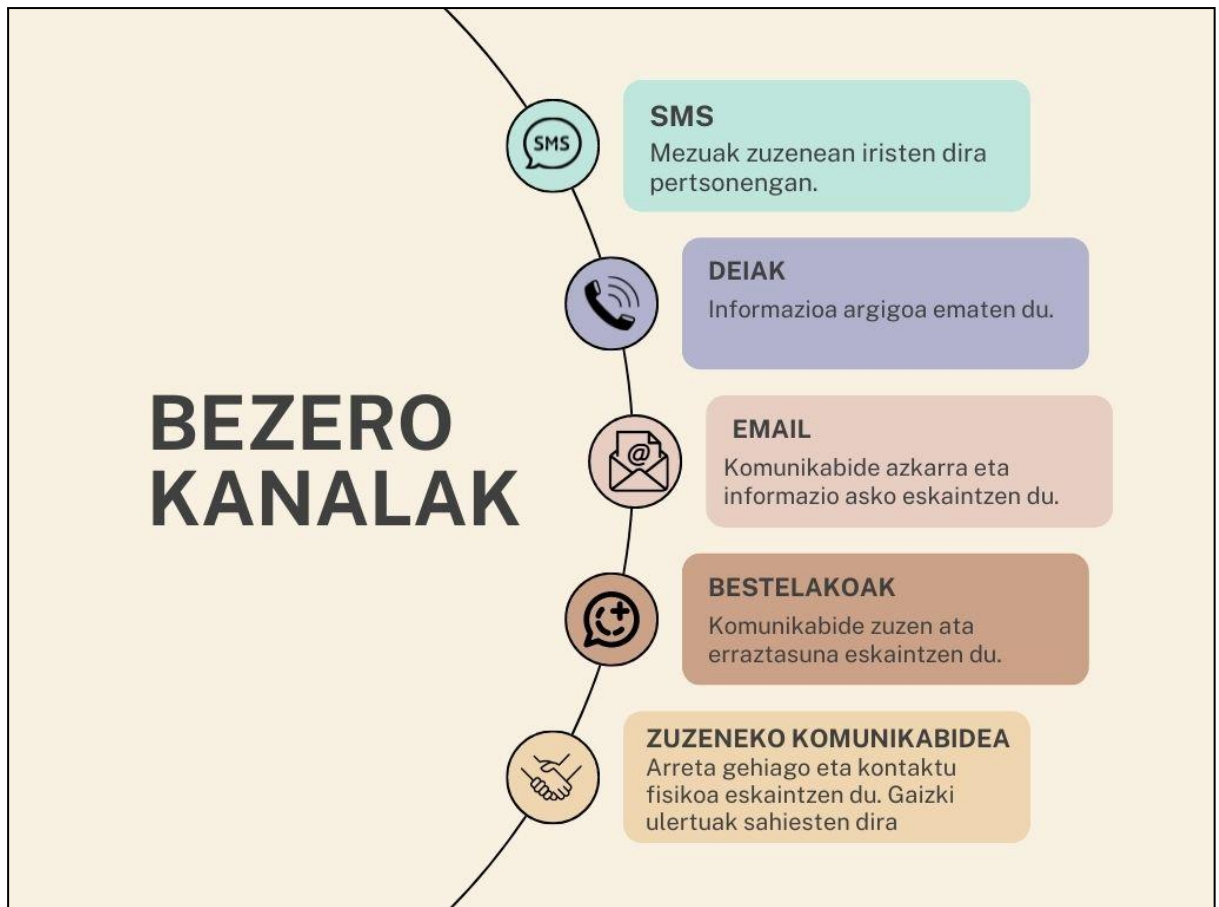 BEZERO
KANALAK
SMS
SMS
Mezuak zuzenean iristen dira
pertsonengan.
DEIAK
Informazioa argigoa ematen du.
@
EMAIL
Komunikabide azkarra eta
informazio asko eskaintzen du.
BESTELAKOAK
Komunikabide zuzen ata
erraztasuna eskaintzen du.
ZUZENEKO KOMUNIKABIDEA
Arreta gehiago eta kontaktu
fisikoa eskaintzen du. Gaizki
ulertuak sahiesten dira